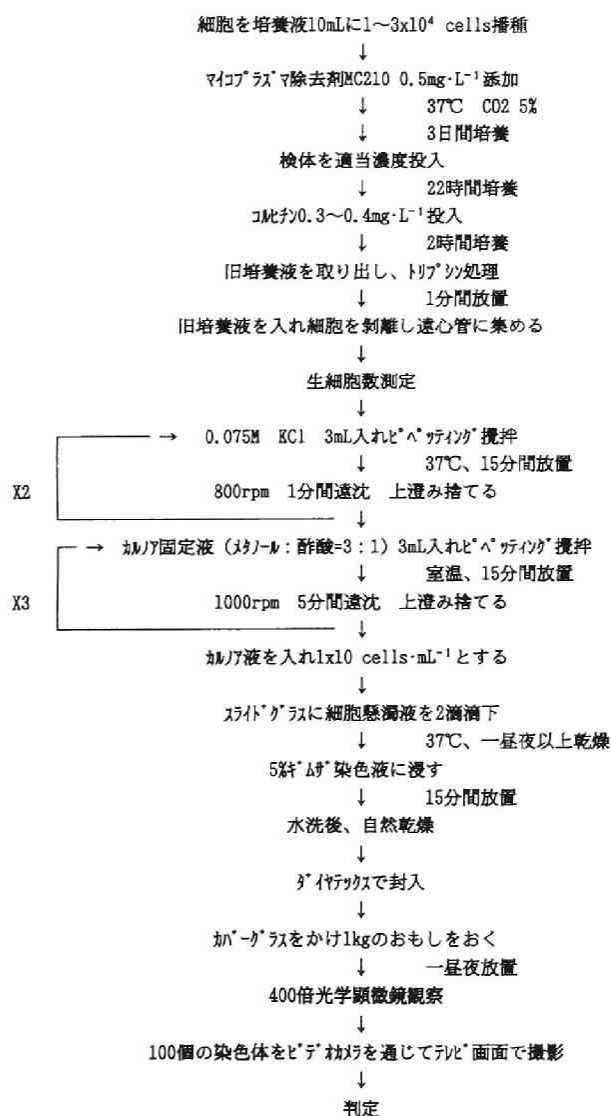 細胞を培養液10mLに1～3x10⁴ cells播種
↓
ﾏｲｺﾌﾟﾗｽﾞﾏ除去剤MC210 0.5mg·L⁻¹添加
↓ 37℃ CO2 5%
↓ 3日間培養
検体を適当濃度投入
↓ 22時間培養
ｺﾙﾋﾁﾝ0.3～0.4mg·L⁻¹投入
↓ 2時間培養
旧培養液を取り出し、ﾄﾘﾌﾟｼﾝ処理
↓ 1分間放置
旧培養液を入れ細胞を剝離し遠心管に集める
↓
生細胞数測定
↓
→ 0.075M KCl 3mL入れﾋﾟﾍﾟｯﾃｨﾝｸﾞ攪拌
↓ 37℃、15分間放置
X2 800rpm 1分間遠沈 上澄み捨てる
↓
→ ｶﾙﾉｱ固定液 (ﾒﾀﾉｰﾙ：酢酸=3：1) 3mL入れﾋﾟﾍﾟｯﾃｨﾝｸﾞ攪拌
↓ 室温、15分間放置
X3 1000rpm 5分間遠沈 上澄み捨てる
↓
ｶﾙﾉｱ液を入れ1x10 cells·mL⁻¹とする
↓
ｽﾗｲﾄﾞｸﾞﾗｽに細胞懸濁液を2滴滴下
↓ 37℃、一昼夜以上乾燥
5%ｷﾞﾑｻﾞ染色液に浸す
↓ 15分間放置
水洗後、自然乾燥
↓
ﾀﾞｲﾔﾃｯｸｽで封入
↓
ｶﾊﾞｰｸﾞﾗｽをかけ1kgのおもしをおく
↓ 一昼夜放置
400倍光学顕微鏡観察
↓
100個の染色体をﾋﾞﾃﾞｵｶﾒﾗを通じてﾃﾚﾋﾞ画面で撮影
↓
判定